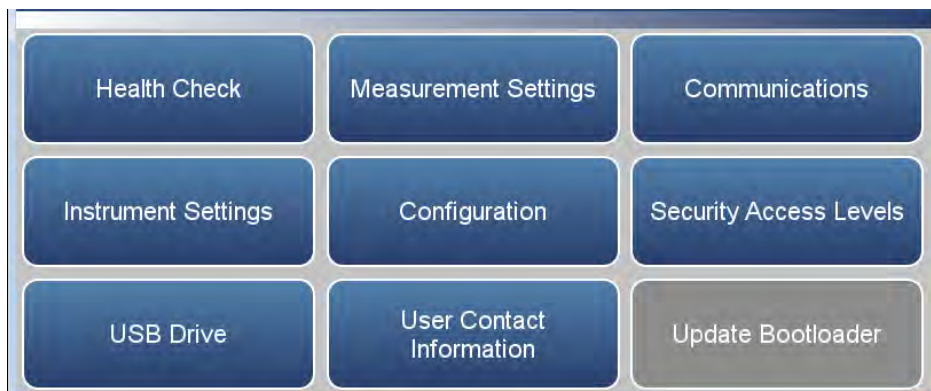 Health Check
Measurement Settings
Communications
Instrument Settings
Configuration
Security Access Levels
USB Drive
User Contact
Information
Update Bootloader